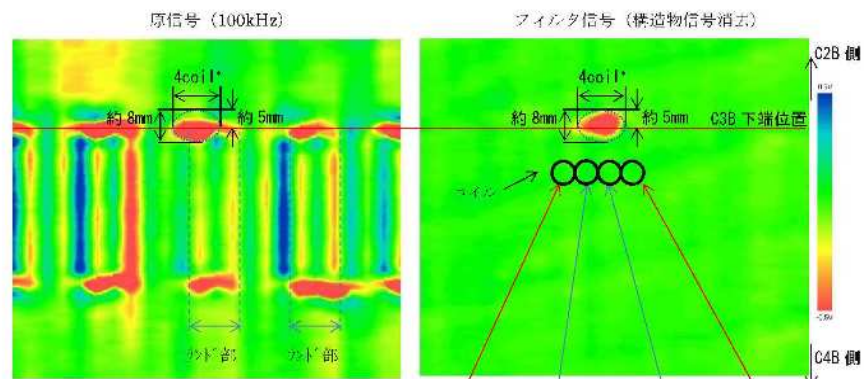 原信号（100kHz）
フィルタ信号（構造物信号消去）
C2B 側
4coil*
約 8mm
約 5mm
4coil*
約 8mm
約 5mm
C3B 下端位置
コイル
ランド部
ランド部
C4B 側